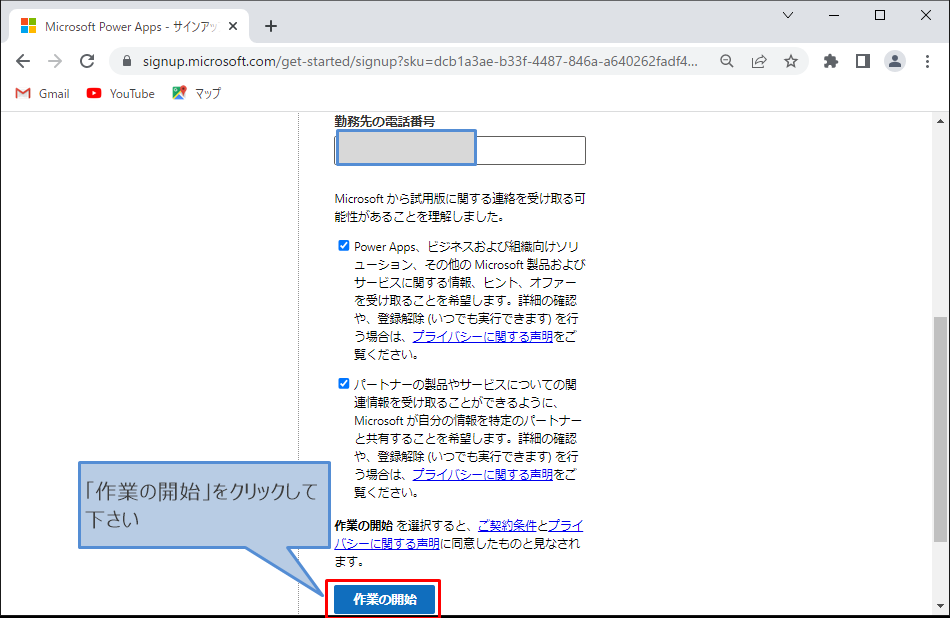 Microsoft Power Apps - サインアッ
signup.microsoft.com/get-started/signup?sku=dcb1a3ae-b33f-4487-846a-a640262fadf4...
Gmail
YouTube
マップ
勤務先の電話番号
Microsoft から試用版に関する連絡を受け取る可
能性があることを理解しました。
Power Apps、ビジネスおよび組織向けソリ
ューション、その他の Microsoft 製品および
サービスに関する情報、ヒント、オファー
を受け取ることを希望します。詳細の確認
や、登録解除 (いつでも実行できます) を行
う場合は、プライバシーに関する声明をご
覧ください。
パートナーの製品やサービスについての関
連情報を受け取ることができるように、
Microsoft が自分の情報を特定のパートナー
と共有することを希望します。詳細の確認
や、登録解除 (いつでも実行できます) を行
う場合は、プライバシーに関する声明をご
覧ください。
「作業の開始」をクリックして
下さい
作業の開始 を選択すると、ご契約条件とプライ
バシーに関する声明に同意したものと見なされ
ます。
作業の開始